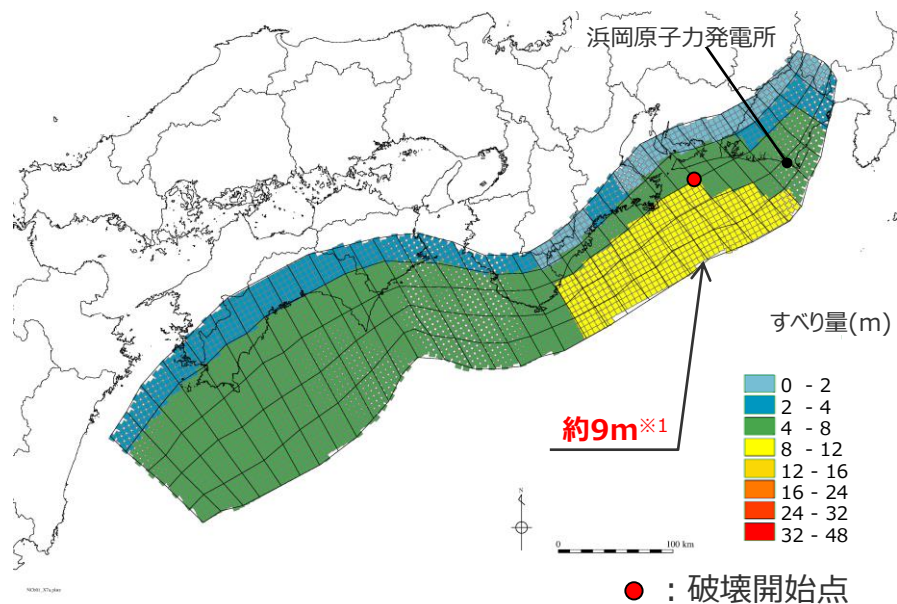 浜岡原子力発電所
すべり量(m)
0 - 2
2 - 4
4 - 8
8 - 12
12 - 16
16 - 24
24 - 32
32 - 48
約9m※1
N
0 100 km
：破壊開始点